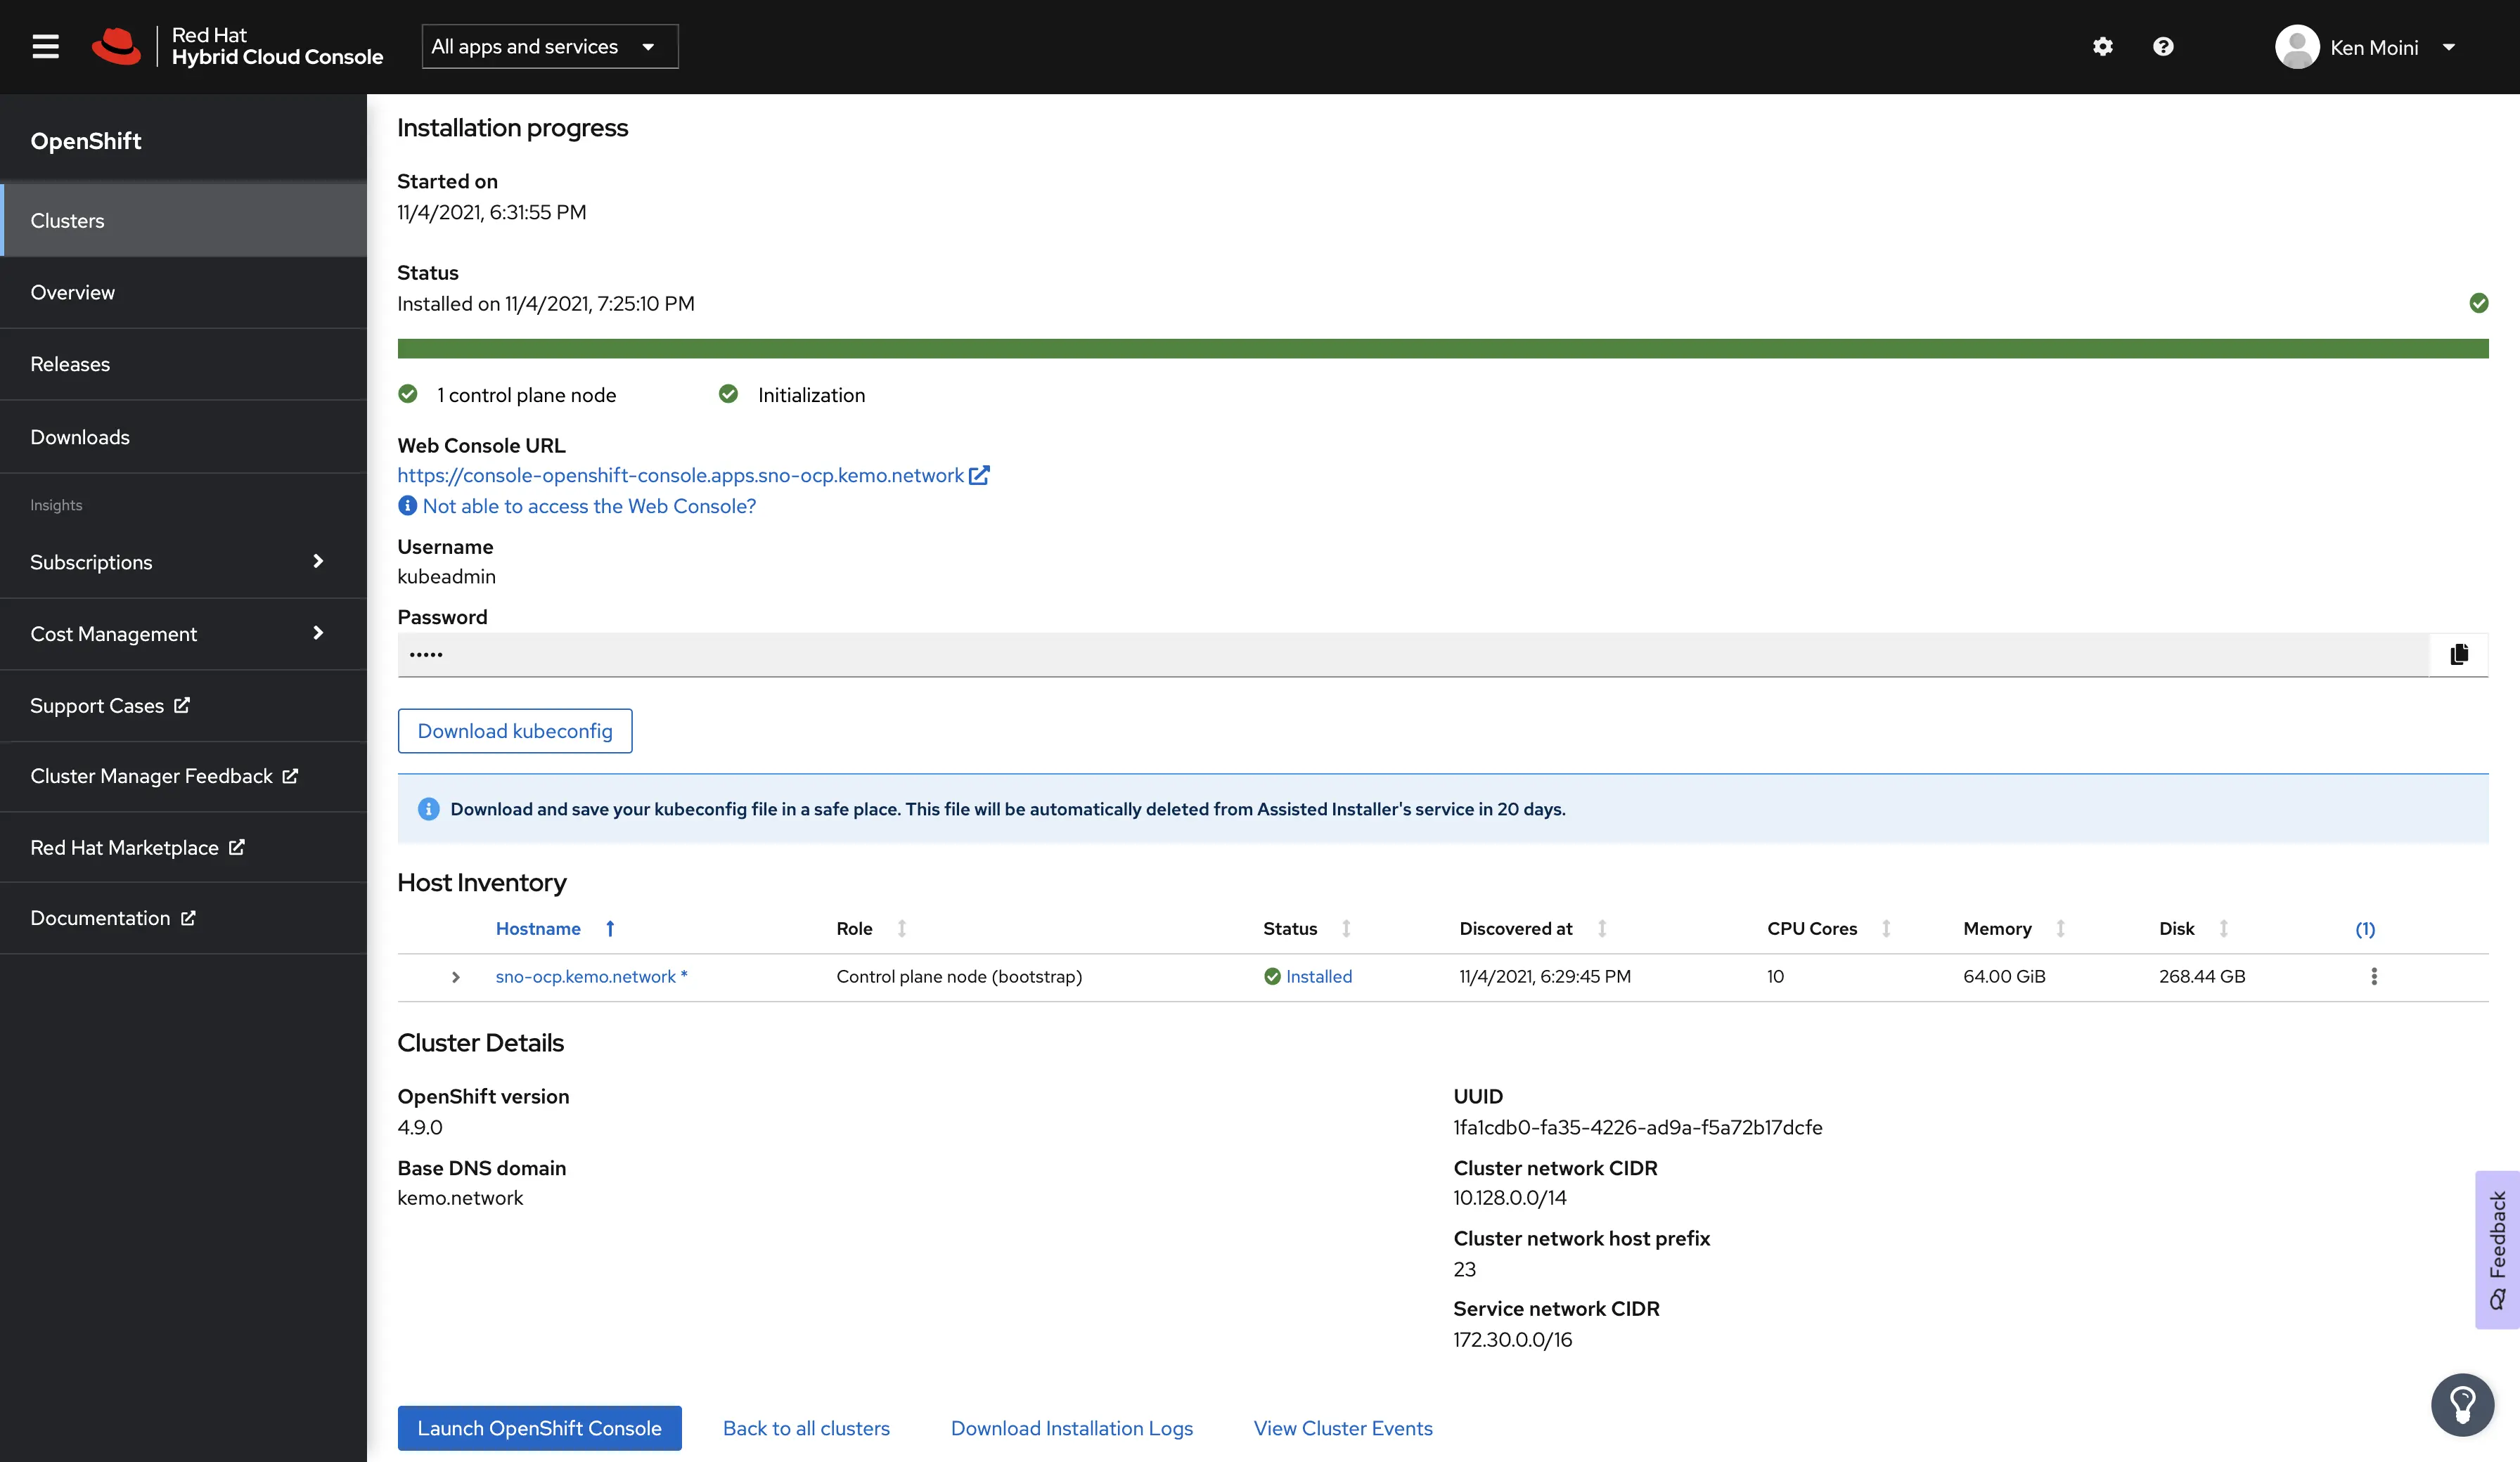 Red Hat
Hybrid Cloud Console
All apps and services
Ken Moini
OpenShift
Clusters
Overview
Releases
Downloads
Insights
Subscriptions
Cost Management
Support Cases
Cluster Manager Feedback
Red Hat Marketplace
Documentation
Installation progress
Started on
11/4/2021, 6:31:55 PM
Status
Installed on 11/4/2021, 7:25:10 PM
1 control plane node
Initialization
Web Console URL
https://console-openshift-console.apps.sno-ocp.kemo.network
Not able to access the Web Console?
Username
kubeadmin
Password
•••••
Download kubeconfig
Download and save your kubeconfig file in a safe place. This file will be automatically deleted from Assisted Installer's service in 20 days.
Host Inventory
Hostname Role Status Discovered at CPU Cores Memory Disk (1)
sno-ocp.kemo.network * Control plane node (bootstrap) Installed 11/4/2021, 6:29:45 PM 10 64.00 GiB 268.44 GB
Cluster Details
OpenShift version
4.9.0
Base DNS domain
kemo.network
UUID
1fa1cdb0-fa35-4226-ad9a-f5a72b17dcfe
Cluster network CIDR
10.128.0.0/14
Cluster network host prefix
23
Service network CIDR
172.30.0.0/16
Feedback
Launch OpenShift Console
Back to all clusters
Download Installation Logs
View Cluster Events